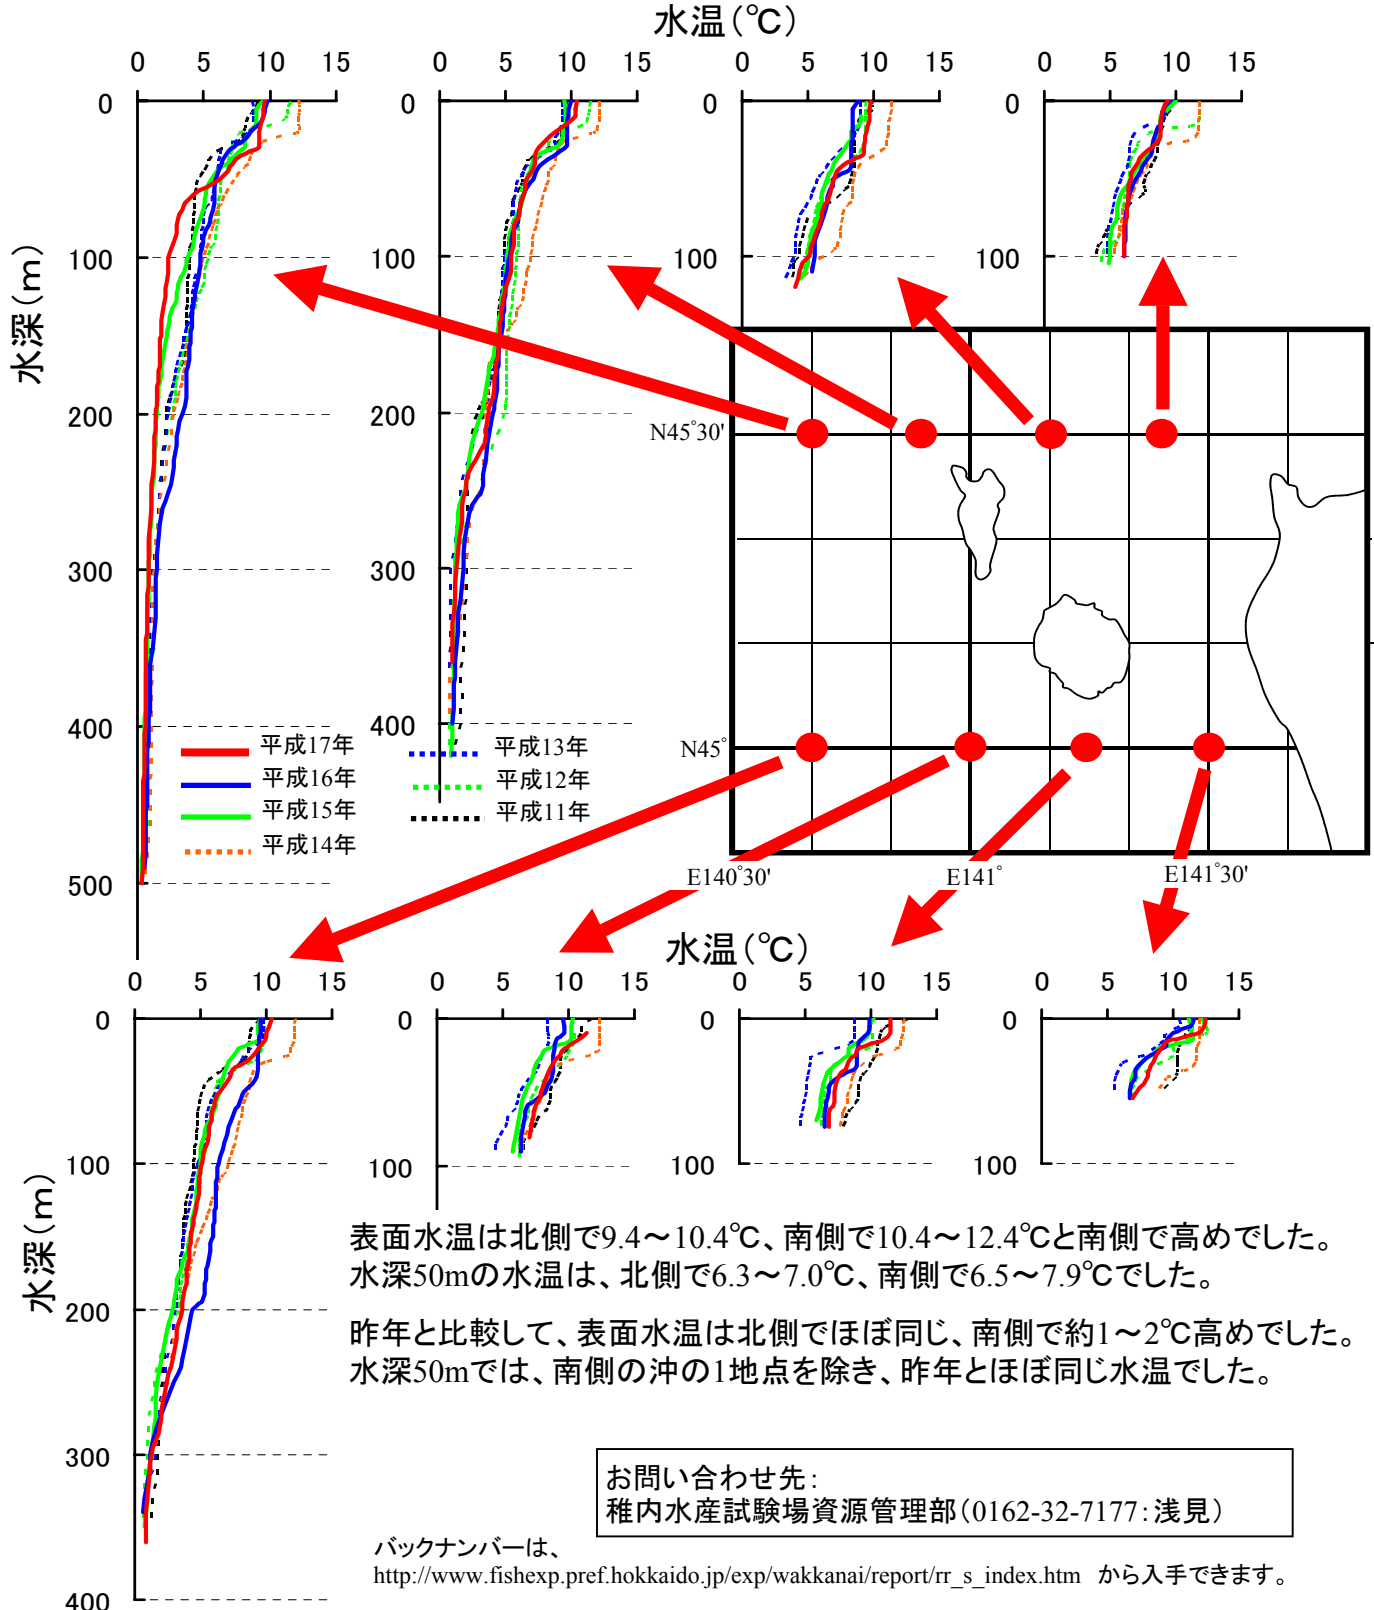 水温(℃)
0 5 10 15 0 5 10 15 0 5 10 15 0 5 10 15
0 0 0 0
100 100 100 100
200 200
300 300
400 400
500
水深(m)
平成17年
平成16年
平成15年
平成14年
平成13年
平成12年
平成11年
N45°30'
N45°
E140°30' E141° E141°30'
水温(℃)
0 5 10 15 0 5 10 15 0 5 10 15 0 5 10 15
0 0 0 0
100 100 100 100
200
300
400
水深(m)
表面水温は北側で9.4～10.4℃、南側で10.4～12.4℃と南側で高めでした。
水深50mの水温は、北側で6.3～7.0℃、南側で6.5～7.9℃でした。
昨年と比較して、表面水温は北側でほぼ同じ、南側で約1～2℃高めでした。
水深50mでは、南側の沖の1地点を除き、昨年とほぼ同じ水温でした。
お問い合わせ先：
稚内水産試験場資源管理部(0162-32-7177：浅見)
バックナンバーは、
http://www.fishexp.pref.hokkaido.jp/exp/wakkanai/report/rr_s_index.htm から入手できます。